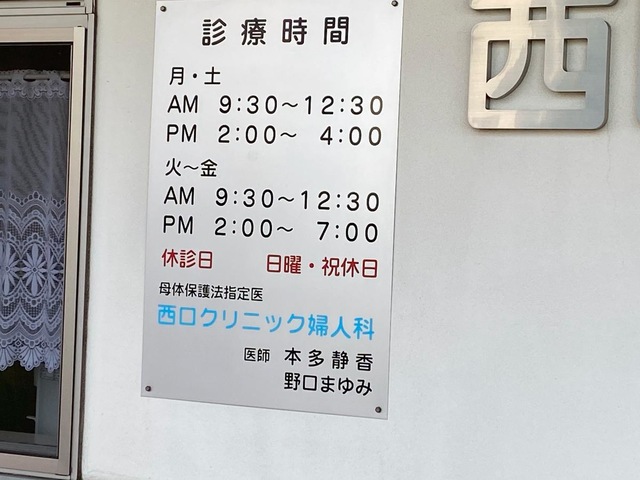 診療時間
月・土
AM 9:30〜12:30
PM 2:00〜 4:00
火〜金
AM 9:30〜12:30
PM 2:00〜 7:00
休診日 日曜・祝休日
母体保護法指定医
西口クリニック婦人科
医師 本多静香
野口まゆみ
西